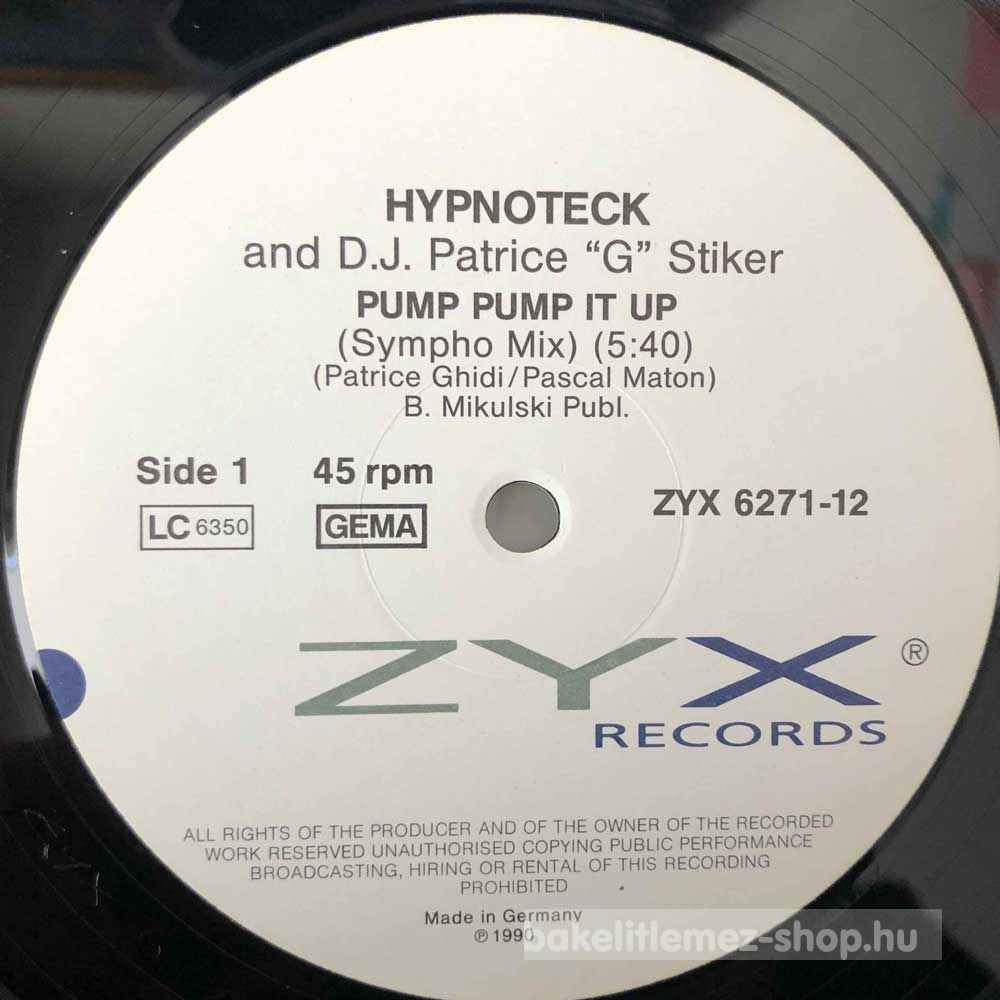 HYPNOTECK
and D.J. Patrice “G” Stiker
PUMP PUMP IT UP
(Sympho Mix) (5:40)
(Patrice Ghidi/Pascal Maton)
B. Mikulski Publ.
Side 1 45 rpm ZYX 6271-12
LC 6350 GEMA
ZYX ®
RECORDS
ALL RIGHTS OF THE PRODUCER AND OF THE OWNER OF THE RECORDED
WORK RESERVED UNAUTHORISED COPYING PUBLIC PERFORMANCE
BROADCASTING, HIRING OR RENTAL OF THIS RECORDING
PROHIBITED
Made in Germany
℗ 1990
bakelitlemez-shop.hu